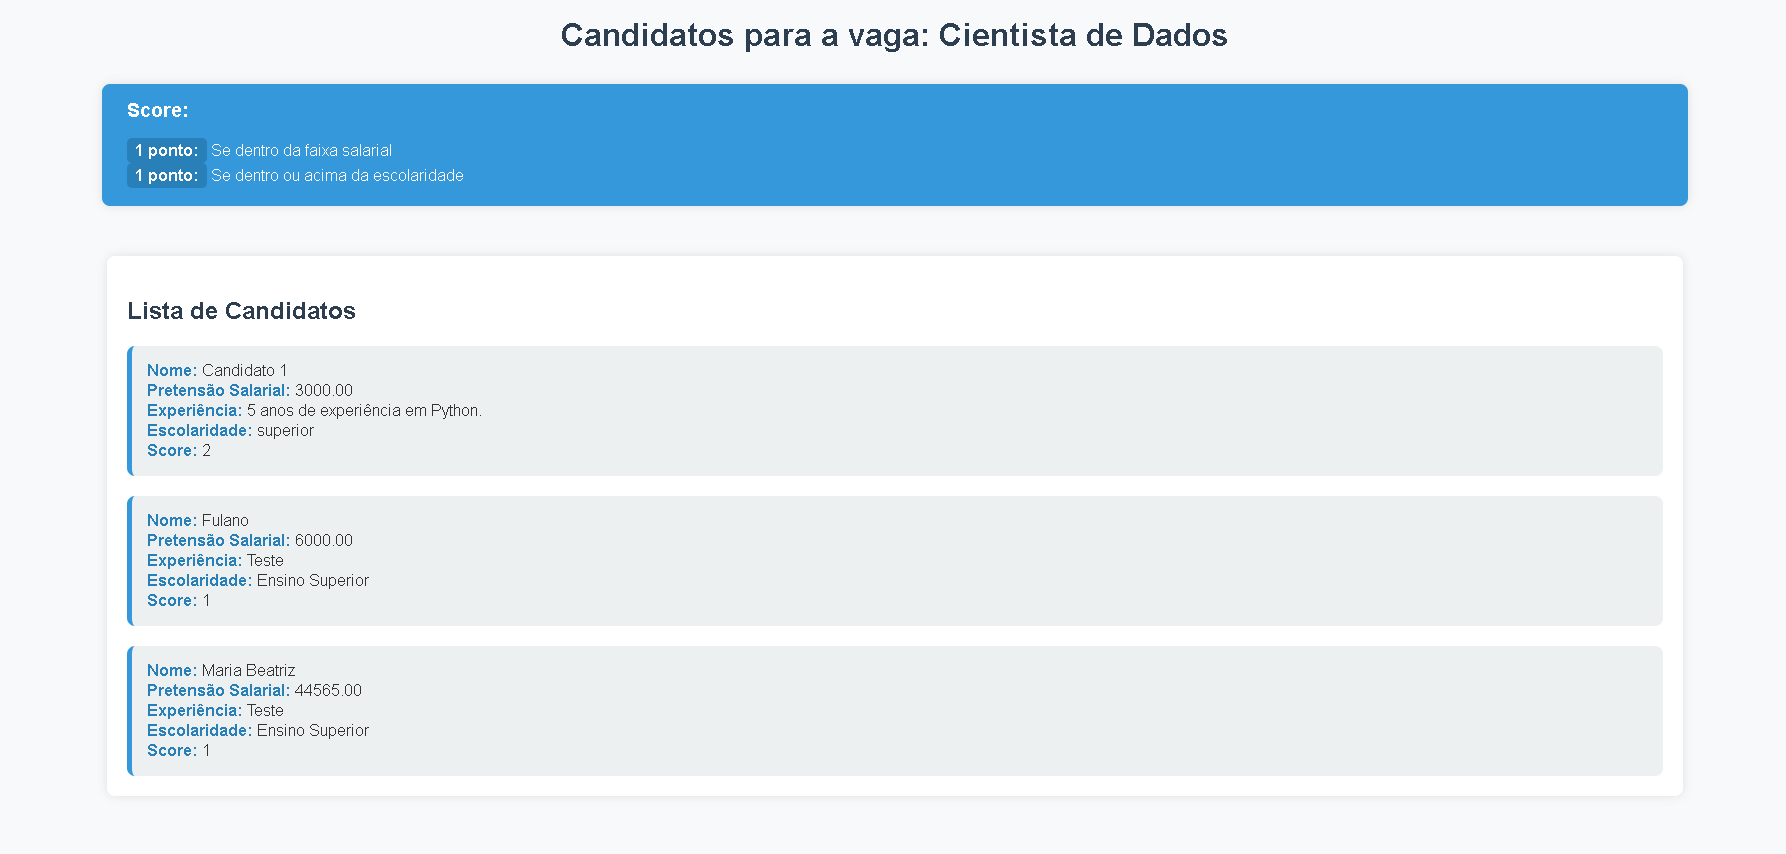 Candidatos para a vaga: Cientista de Dados
Score:
1 ponto: Se dentro da faixa salarial
1 ponto: Se dentro ou acima da escolaridade
Lista de Candidatos
Nome: Candidato 1
Pretensão Salarial: 3000.00
Experiência: 5 anos de experiência em Python.
Escolaridade: superior
Score: 2
Nome: Fulano
Pretensão Salarial: 6000.00
Experiência: Teste
Escolaridade: Ensino Superior
Score: 1
Nome: Maria Beatriz
Pretensão Salarial: 44565.00
Experiência: Teste
Escolaridade: Ensino Superior
Score: 1